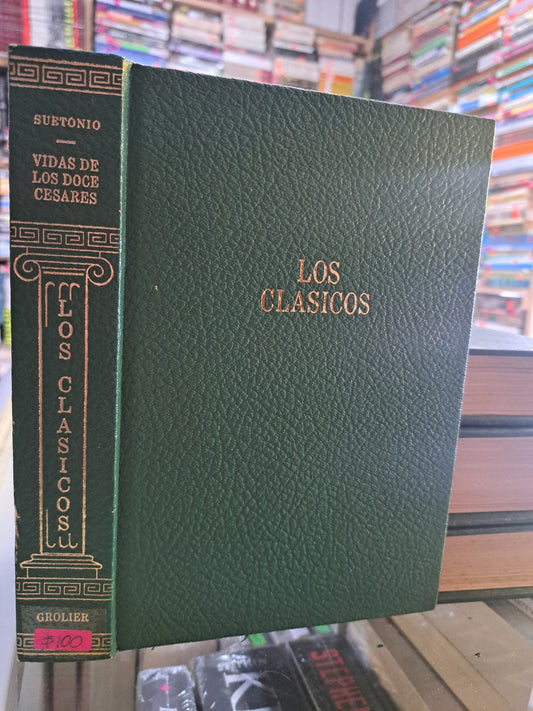 SUETONIO
VIDAS DE
LOS DOCE
CESARES
LOS CLASICOS
GROLIER
$100
LOS
CLASICOS